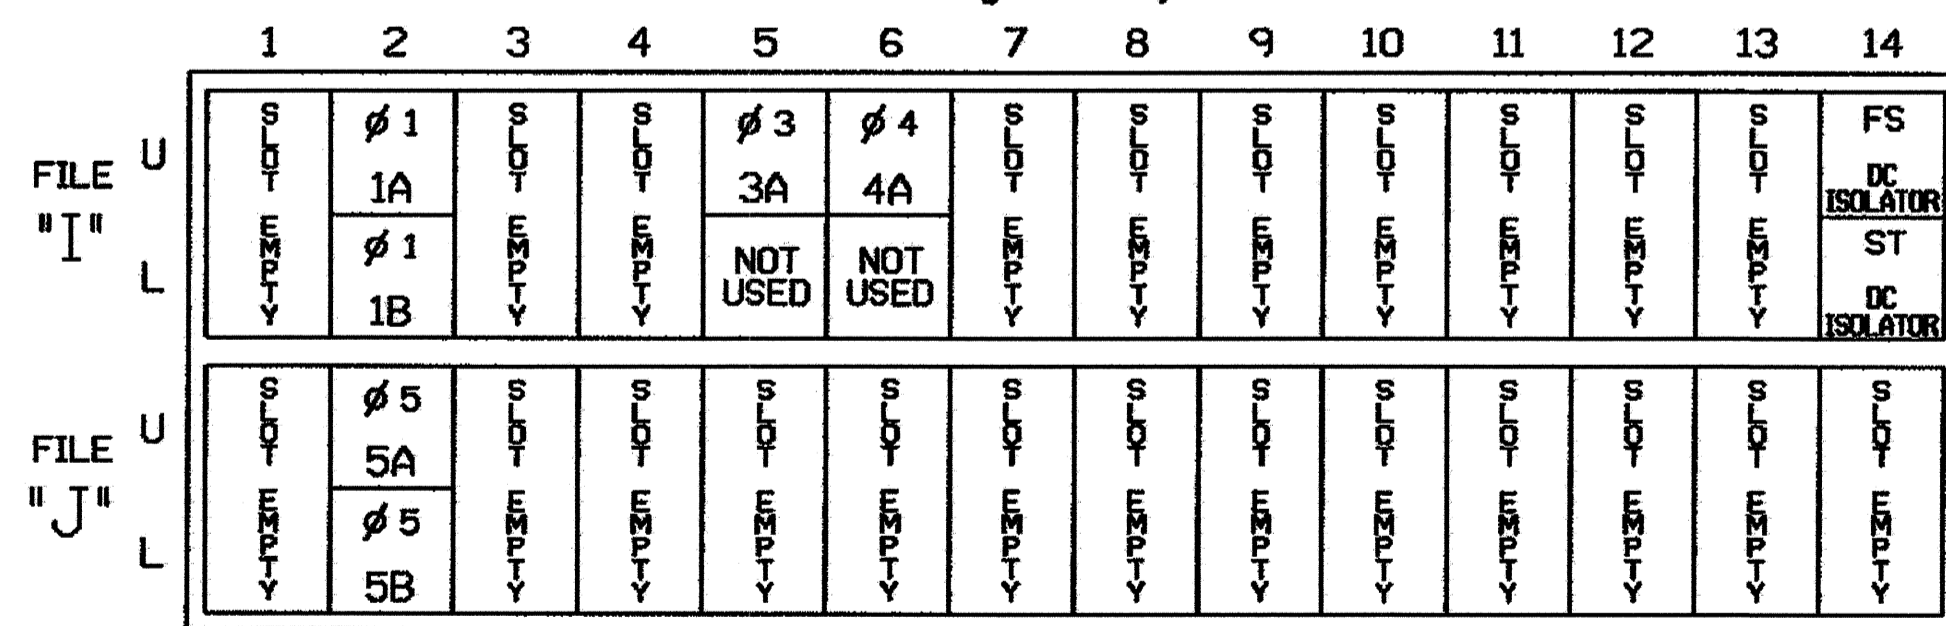 1 2 3 4 5 6 7 8 9 10 11 12 13 14
FILE "I"
U
L
SLOT EMPTY
Ø 1
1A
Ø 1
1B
SLOT EMPTY
SLOT EMPTY
Ø 3
3A
NOT
USED
Ø 4
4A
NOT
USED
SLOT EMPTY
SLOT EMPTY
SLOT EMPTY
SLOT EMPTY
SLOT EMPTY
SLOT EMPTY
SLOT EMPTY
FS
DC
ISOLATOR
ST
DC
ISOLATOR
FILE "J"
U
L
SLOT EMPTY
Ø 5
5A
Ø 5
5B
SLOT EMPTY
SLOT EMPTY
SLOT EMPTY
SLOT EMPTY
SLOT EMPTY
SLOT EMPTY
SLOT EMPTY
SLOT EMPTY
SLOT EMPTY
SLOT EMPTY
SLOT EMPTY
SLOT EMPTY